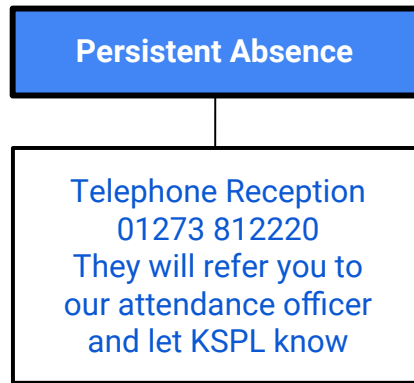 Persistent Absence
Telephone Reception
01273 812220
They will refer you to
our attendance officer
and let KSPL know